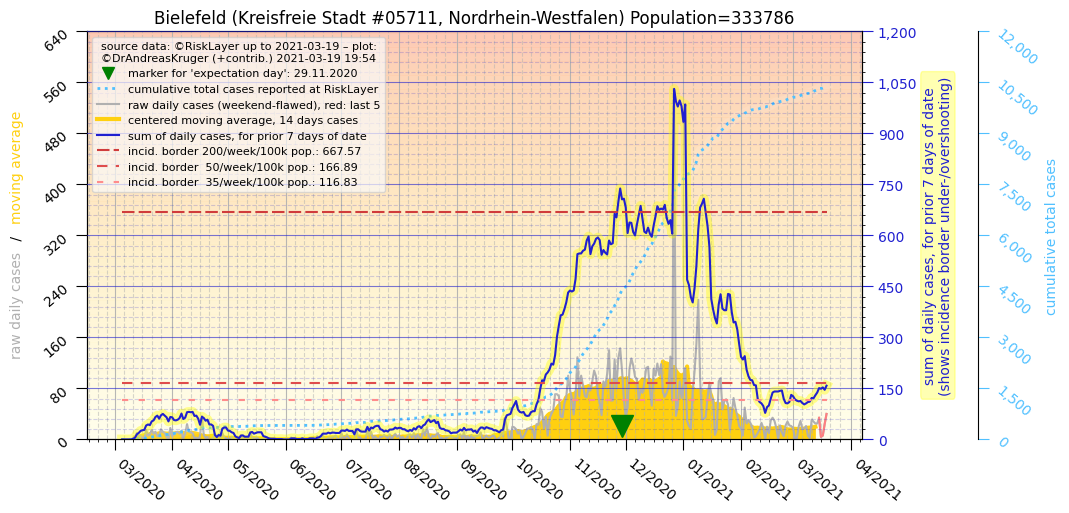 Bielefeld (Kreisfreie Stadt #05711, Nordrhein-Westfalen) Population=333786
source data: ©RiskLayer up to 2021-03-19 – plot:
©DrAndreasKruger (+contrib.) 2021-03-19 19:54
marker for 'expectation day': 29.11.2020
cumulative total cases reported at RiskLayer
raw daily cases (weekend-flawed), red: last 5
centered moving average, 14 days cases
sum of daily cases, for prior 7 days of date
incid. border 200/week/100k pop.: 667.57
incid. border  50/week/100k pop.: 166.89
incid. border  35/week/100k pop.: 116.83
raw daily cases  /  moving average
640
560
480
400
320
240
160
80
0
1,200
1,050
900
750
600
450
300
150
0
sum of daily cases, for prior 7 days of date
(shows incidence border under-/overshooting)
12,000
10,500
9,000
7,500
6,000
4,500
3,000
1,500
0
cumulative total cases
03/2020
04/2020
05/2020
06/2020
07/2020
08/2020
09/2020
10/2020
11/2020
12/2020
01/2021
02/2021
03/2021
04/2021